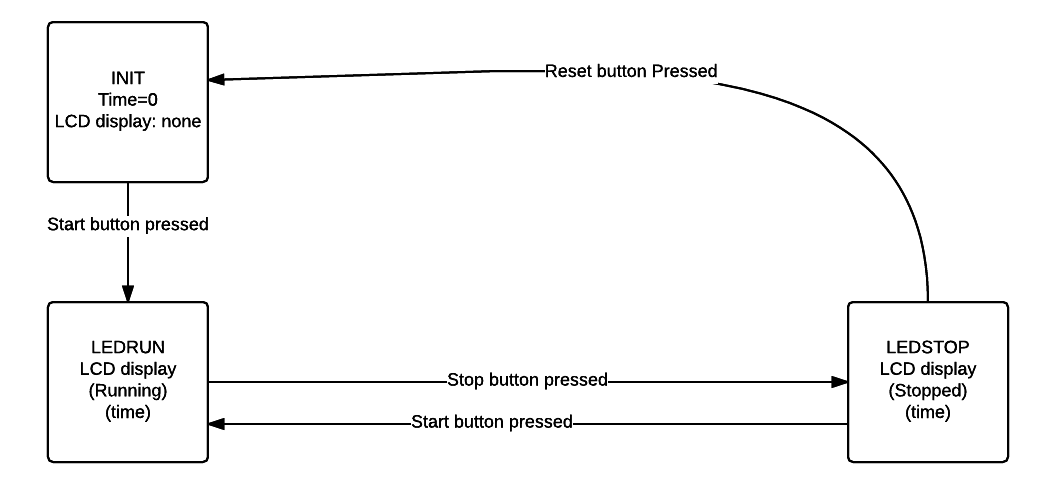 INIT
Time=0
LCD display: none
Reset button Pressed
Start button pressed
LEDRUN
LCD display
(Running)
(time)
Stop button pressed
Start button pressed
LEDSTOP
LCD display
(Stopped)
(time)